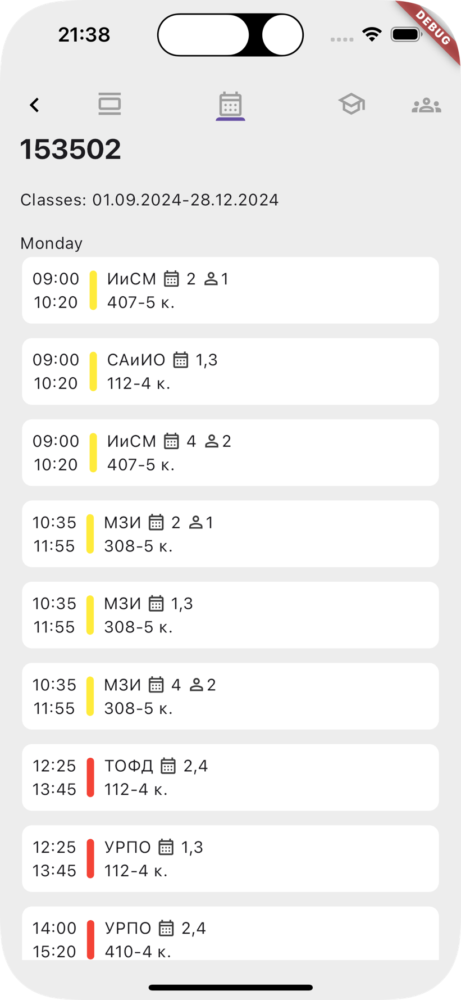 21:38
DEBUG
153502
Classes: 01.09.2024-28.12.2024
Monday
09:00 ИиСМ 2 1
10:20 407-5 к.
09:00 САиИО 1,3
10:20 112-4 к.
09:00 ИиСМ 4 2
10:20 407-5 к.
10:35 МЗИ 2 1
11:55 308-5 к.
10:35 МЗИ 1,3
11:55 308-5 к.
10:35 МЗИ 4 2
11:55 308-5 к.
12:25 ТОФД 2,4
13:45 112-4 к.
12:25 УРПО 1,3
13:45 112-4 к.
14:00 УРПО 2,4
15:20 410-4 к.